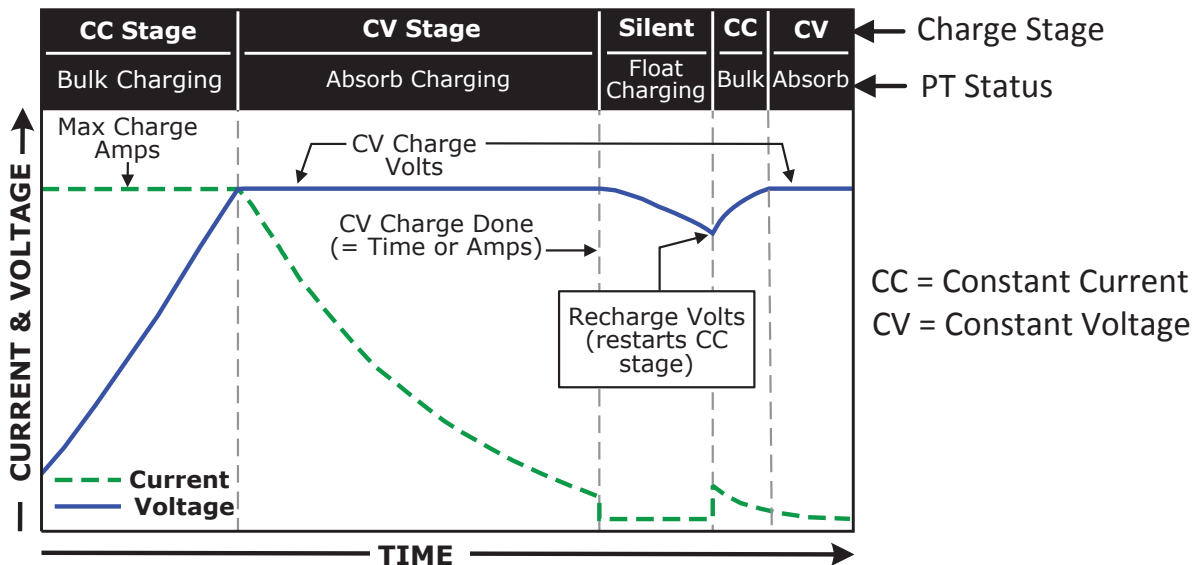 CC Stage
CV Stage
Silent
CC
CV
Charge Stage
Bulk Charging
Absorb Charging
Float
Charging
Bulk
Absorb
PT Status
Max Charge
Amps
CV Charge
Volts
CV Charge Done
(= Time or Amps)
Recharge Volts
(restarts CC
stage)
CC = Constant Current
CV = Constant Voltage
CURRENT & VOLTAGE
Current
Voltage
TIME